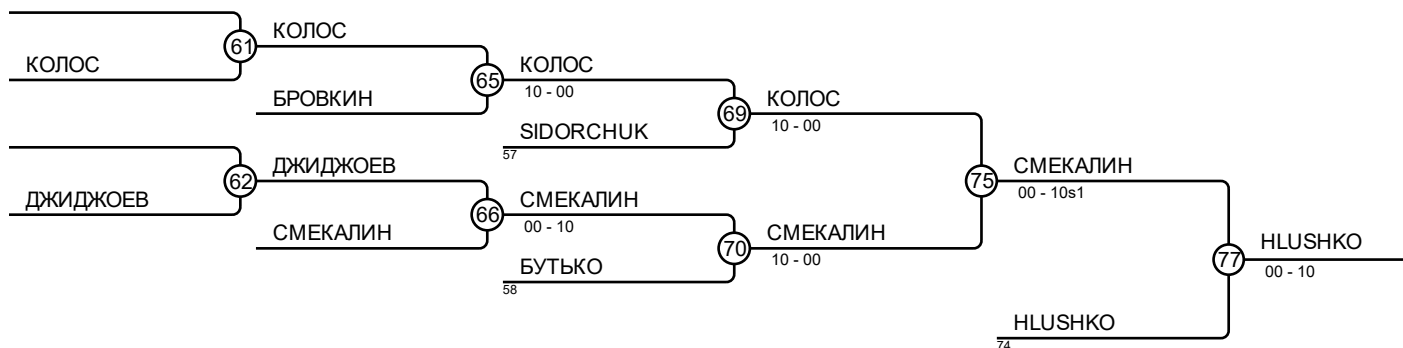 КОЛОС
61
КОЛОС
БРОВКИН
65
КОЛОС
10 - 00
SIDORCHUK
57
69
КОЛОС
10 - 00
ДЖИДЖОЕВ
62
ДЖИДЖОЕВ
СМЕКАЛИН
66
СМЕКАЛИН
00 - 10
БУТЬКО
58
70
СМЕКАЛИН
10 - 00
75
СМЕКАЛИН
00 - 10s1
HLUSHKO
74
77
HLUSHKO
00 - 10